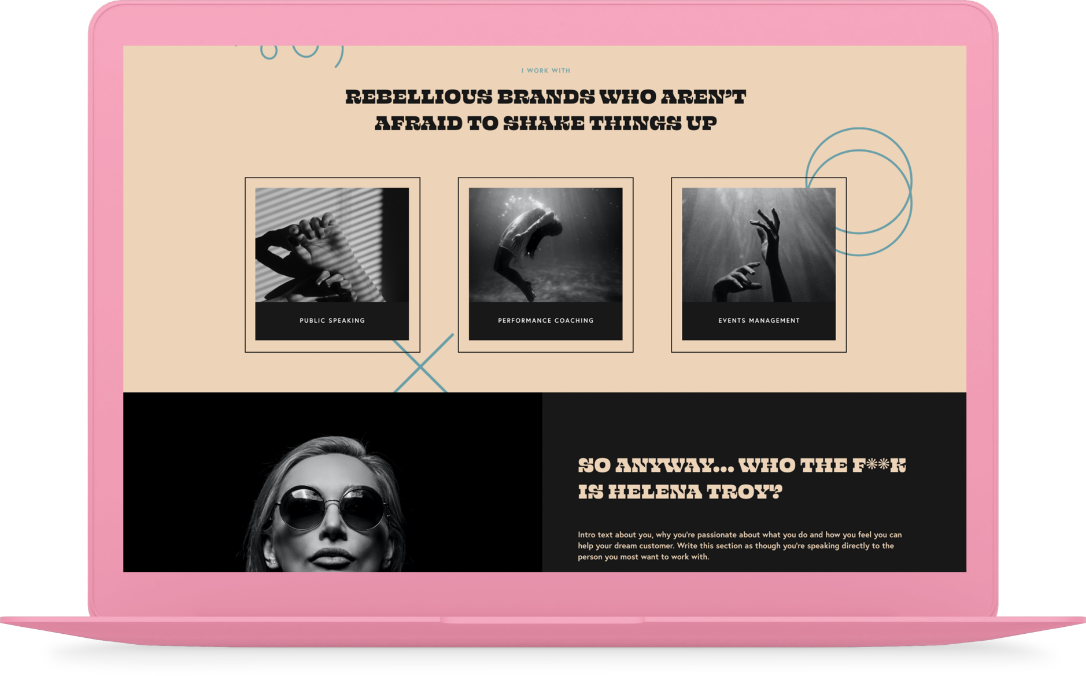 I WORK WITH
REBELLIOUS BRANDS WHO AREN'T
AFRAID TO SHAKE THINGS UP
PUBLIC SPEAKING
PERFORMANCE COACHING
EVENTS MANAGEMENT
SO ANYWAY... WHO THE F**K
IS HELENA TROY?
Intro text about you, why you're passionate about what you do and how you feel you can
help your dream customer. Write this section as though you're speaking directly to the
person you most want to work with.